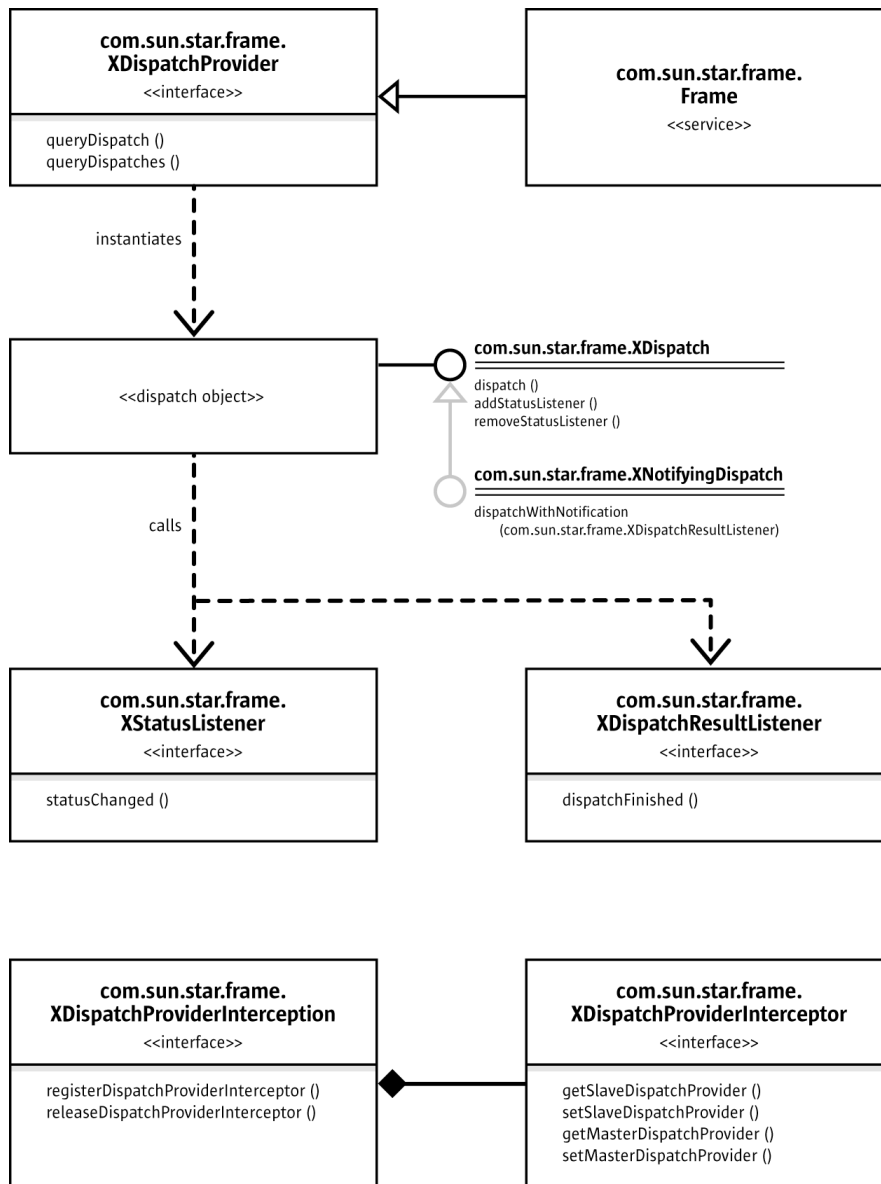 com.sun.star.frame.
XDispatchProvider
<<interface>>
queryDispatch ()
queryDispatches ()
com.sun.star.frame.
Frame
<<service>>
instantiates
<<dispatch object>>
com.sun.star.frame.XDispatch
dispatch ()
addStatusListener ()
removeStatusListener ()
com.sun.star.frame.XNotifyingDispatch
dispatchWithNotification
(com.sun.star.frame.XDispatchResultListener)
calls
com.sun.star.frame.
XStatusListener
<<interface>>
statusChanged ()
com.sun.star.frame.
XDispatchResultListener
<<interface>>
dispatchFinished ()
com.sun.star.frame.
XDispatchProviderInterception
<<interface>>
registerDispatchProviderInterceptor ()
releaseDispatchProviderInterceptor ()
com.sun.star.frame.
XDispatchProviderInterceptor
<<interface>>
getSlaveDispatchProvider ()
setSlaveDispatchProvider ()
getMasterDispatchProvider ()
setMasterDispatchProvider ()